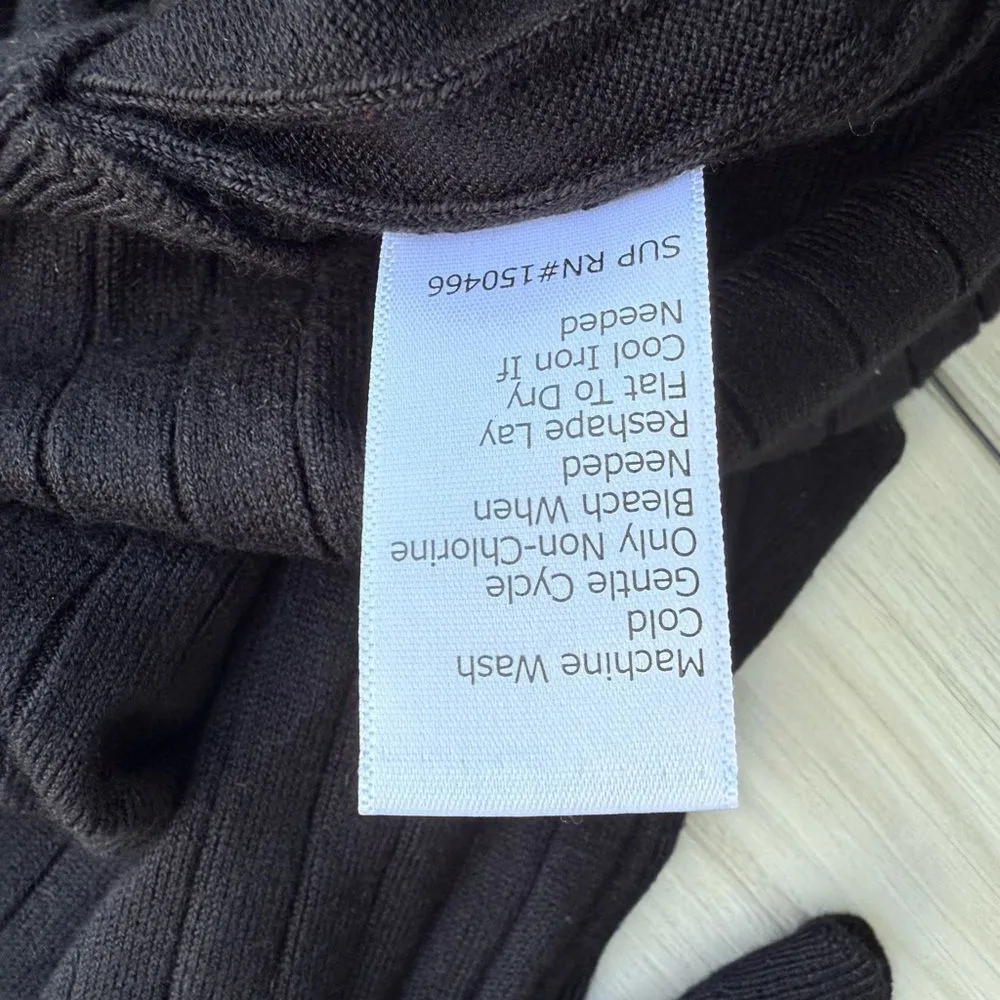 Machine Wash
Cold
Gentle Cycle
Only Non-Chlorine
Bleach When
Needed
Reshape Lay
Flat To Dry
Cool Iron If
Needed
SUP RN#150466